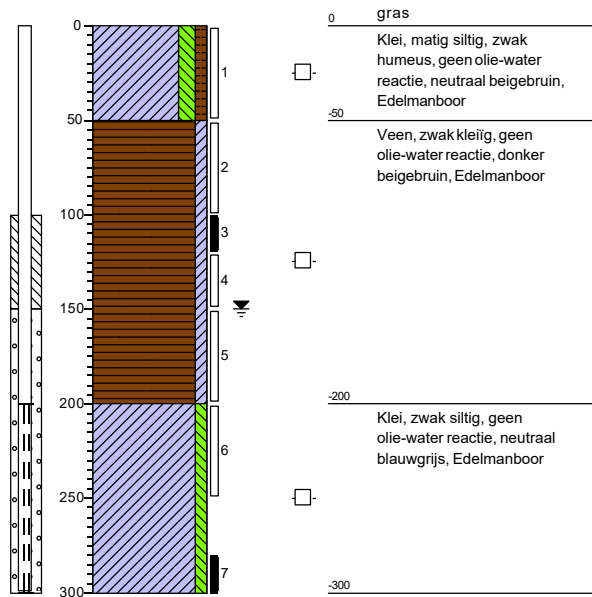 gras
0
0
Klei, matig siltig, zwak
humeus, geen olie-water
reactie, neutraal beigebruin,
Edelmanboor
1
50
-50
Veen, zwak kleiïg, geen
olie-water reactie, donker
beigebruin, Edelmanboor
2
100
3
4
150
5
200
-200
Klei, zwak siltig, geen
olie-water reactie, neutraal
blauwgrijs, Edelmanboor
6
250
7
300
-300